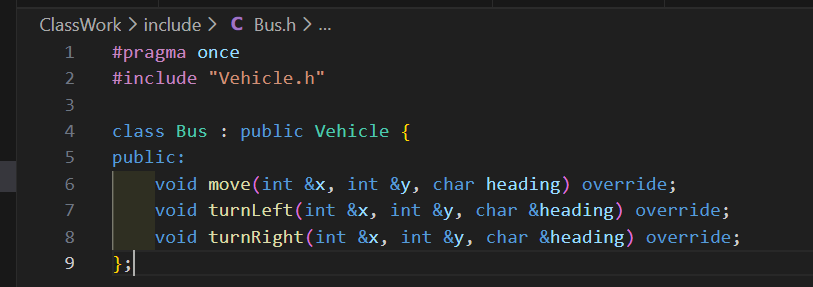 ClassWork > include > C Bus.h > ...
1 #pragma once
2 #include "Vehicle.h"
3
4 class Bus : public Vehicle {
5 public:
6     void move(int &x, int &y, char heading) override;
7     void turnLeft(int &x, int &y, char &heading) override;
8     void turnRight(int &x, int &y, char &heading) override;
9 };